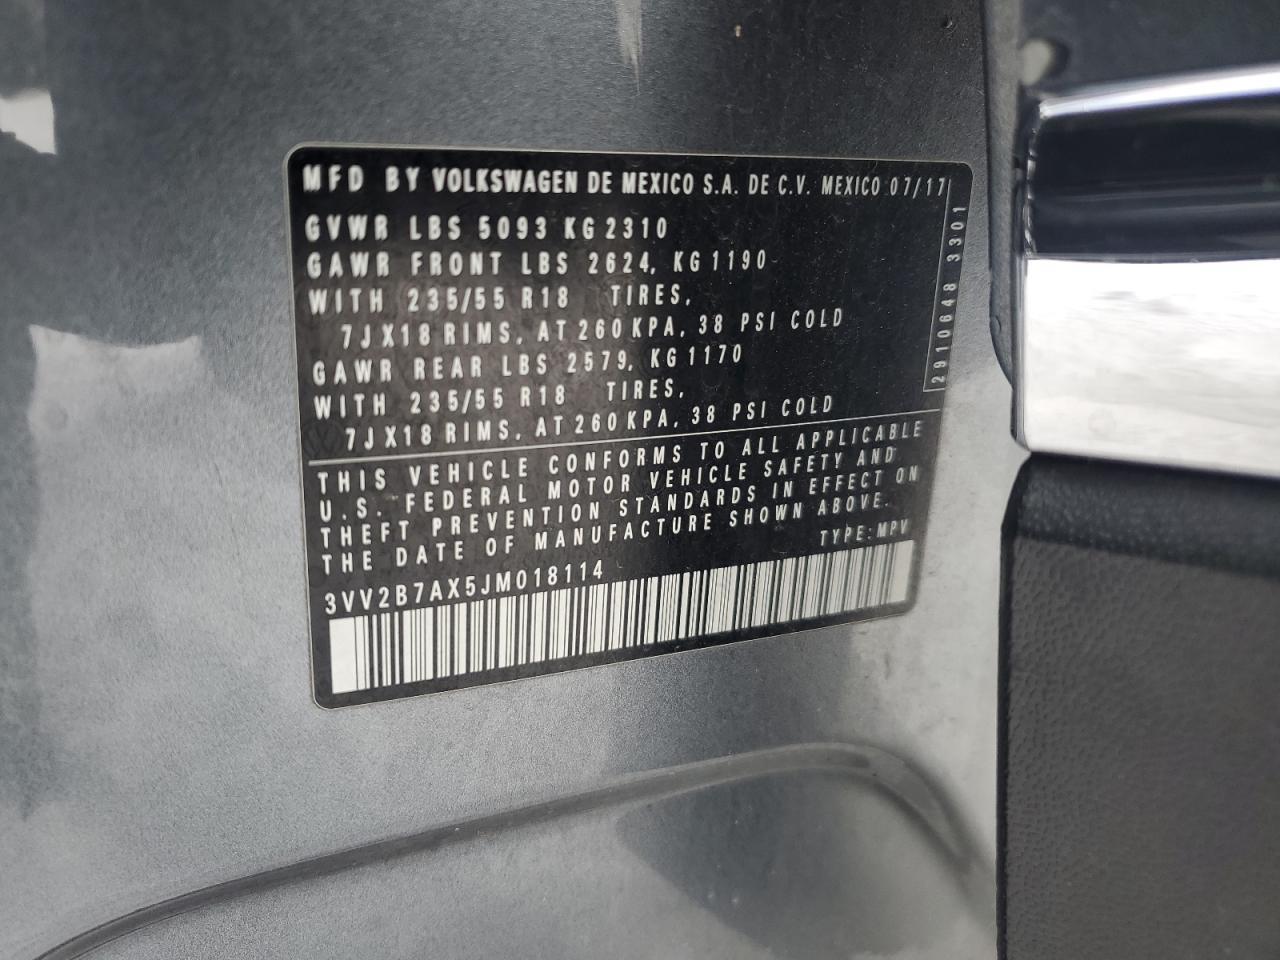 MFD BY VOLKSWAGEN DE MEXICO S.A. DE C.V. MEXICO 07/17
GVWR LBS 5093 KG 2310
GAWR FRONT LBS 2624, KG 1190
WITH 235/55 R18 TIRES,
7JX18 RIMS, AT 260 KPA, 38 PSI COLD
GAWR REAR LBS 2579, KG 1170
WITH 235/55 R18 TIRES,
7JX18 RIMS, AT 260 KPA, 38 PSI COLD
2910648 3301
THIS VEHICLE CONFORMS TO ALL APPLICABLE
U.S. FEDERAL MOTOR VEHICLE SAFETY AND
THEFT PREVENTION STANDARDS IN EFFECT ON
THE DATE OF MANUFACTURE SHOWN ABOVE.
TYPE: MPV
3VV2B7AX5JM018114